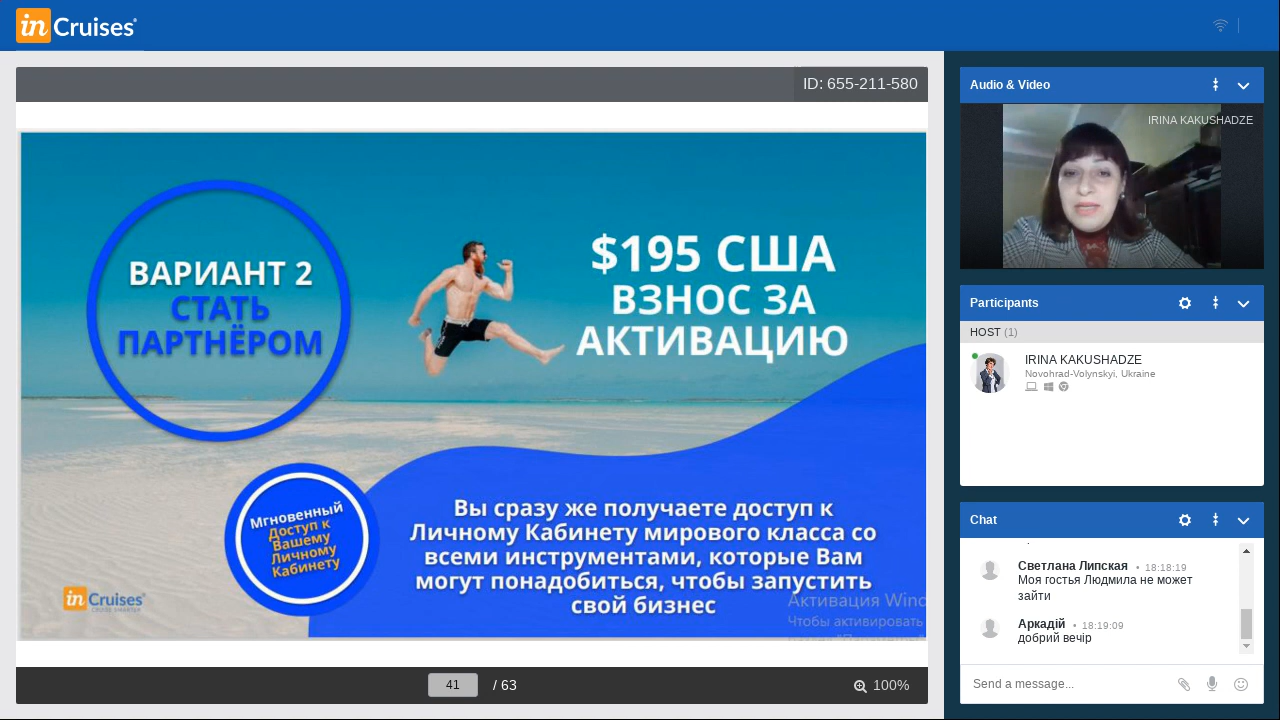 in Cruises
ID: 655-211-580
ВАРИАНТ 2
СТАТЬ
ПАРТНЁРОМ
$195 США
ВЗНОС ЗА
АКТИВАЦИЮ
Мгновенный
Доступ к
Вашему
Личному
Кабинету
Вы сразу же получаете доступ к
Личному Кабинету мирового класса со
всеми инструментами, которые Вам
могут понадобиться, чтобы запустить
свой бизнес
in Cruises
Активация Wind
Чтобы активировать
41 / 63
100%
Audio & Video
IRINA KAKUSHADZE
Participants
HOST (1)
IRINA KAKUSHADZE
Novohrad-Volynskyi, Ukraine
Chat
Светлана Липская • 18:18:19
Моя гостья Людмила не может
зайти
Аркадій • 18:19:09
добрий вечір
Send a message...